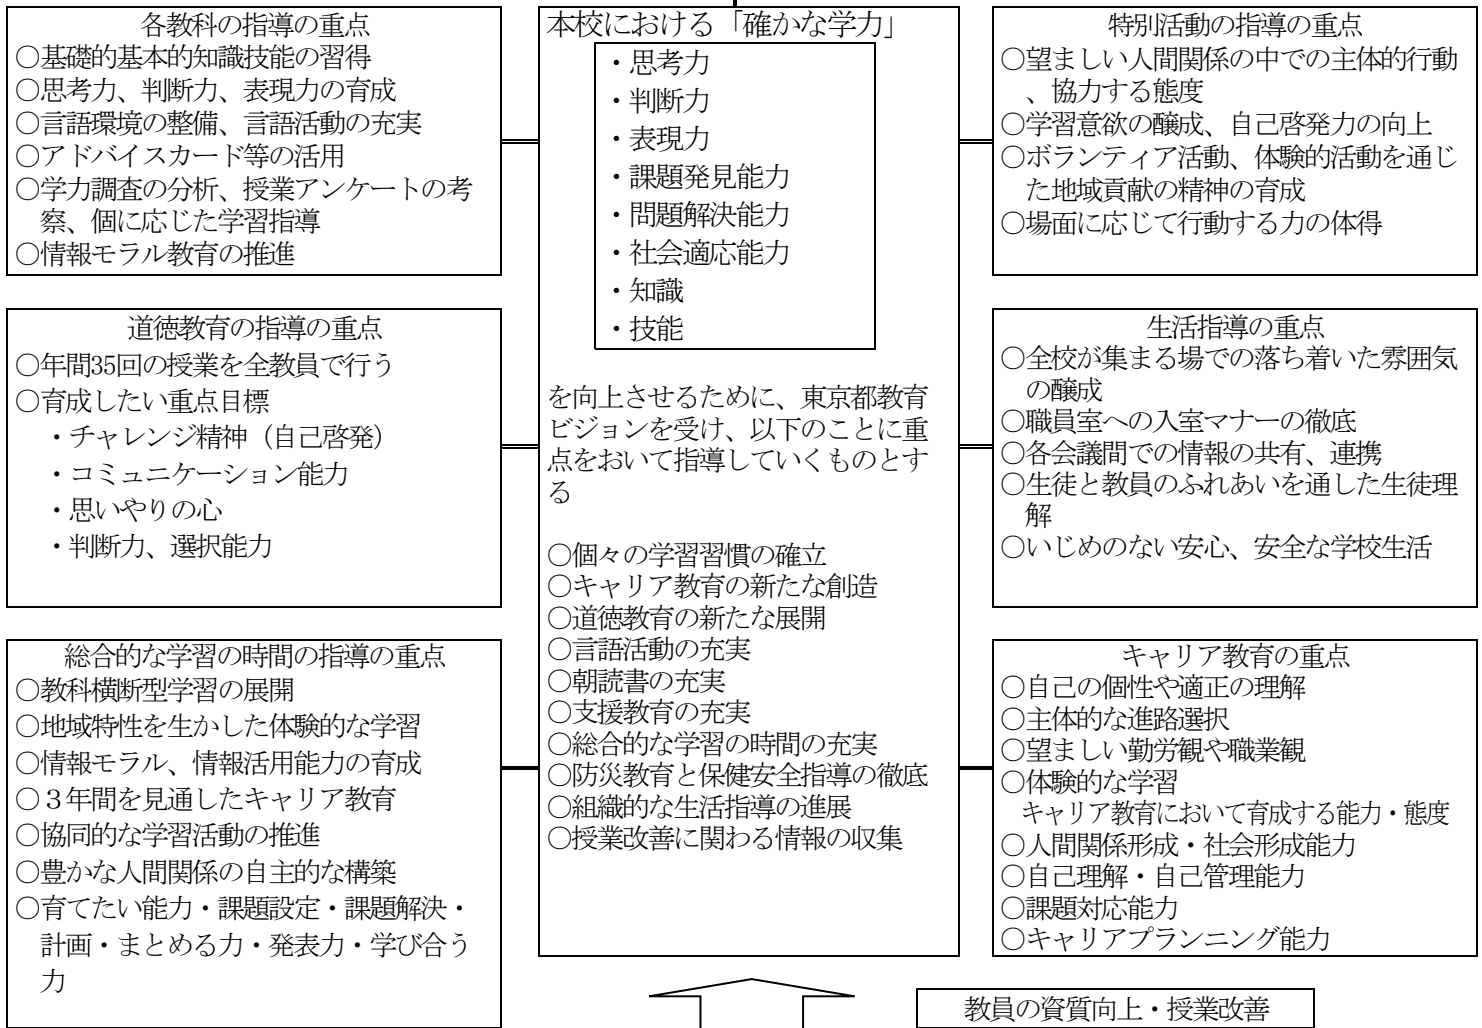 各教科の指導の重点
○基礎的基本的知識技能の習得
○思考力、判断力、表現力の育成
○言語環境の整備、言語活動の充実
○アドバイスカード等の活用
○学力調査の分析、授業アンケートの考
察、個に応じた学習指導
○情報モラル教育の推進
道徳教育の指導の重点
○年間35回の授業を全教員で行う
○育成したい重点目標
・チャレンジ精神（自己啓発）
・コミュニケーション能力
・思いやりの心
・判断力、選択能力
総合的な学習の時間の指導の重点
○教科横断型学習の展開
○地域特性を生かした体験的な学習
○情報モラル、情報活用能力の育成
○３年間を見通したキャリア教育
○協同的な学習活動の推進
○豊かな人間関係の自主的な構築
○育てたい能力・課題設定・課題解決・
計画・まとめる力・発表力・学び合う
力
本校における「確かな学力」
・思考力
・判断力
・表現力
・課題発見能力
・問題解決能力
・社会適応能力
・知識
・技能
を向上させるために、東京都教育
ビジョンを受け、以下のことに重
点をおいて指導していくものとす
る
○個々の学習習慣の確立
○キャリア教育の新たな創造
○道徳教育の新たな展開
○言語活動の充実
○朝読書の充実
○支援教育の充実
○総合的な学習の時間の充実
○防災教育と保健安全指導の徹底
○組織的な生活指導の進展
○授業改善に関わる情報の収集
特別活動の指導の重点
○望ましい人間関係の中での主体的行動
、協力する態度
○学習意欲の醸成、自己啓発力の向上
○ボランティア活動、体験的活動を通じ
た地域貢献の精神の育成
○場面に応じて行動する力の体得
生活指導の重点
○全校が集まる場での落ち着いた雰囲気
の醸成
○職員室への入室マナーの徹底
○各会議間での情報の共有、連携
○生徒と教員のふれあいを通した生徒理
解
○いじめのない安心、安全な学校生活
キャリア教育の重点
○自己の個性や適正の理解
○主体的な進路選択
○望ましい勤労観や職業観
○体験的な学習
キャリア教育において育成する能力・態度
○人間関係形成・社会形成能力
○自己理解・自己管理能力
○課題対応能力
○キャリアプランニング能力
教員の資質向上・授業改善